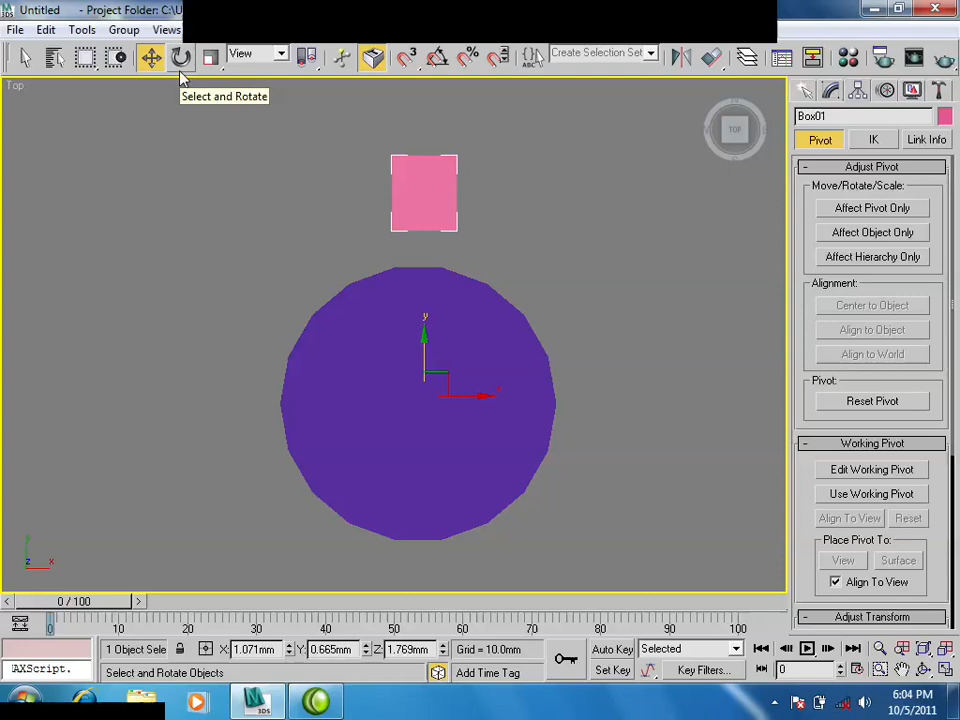 Untitled - Project Folder: C:\U
File Edit Tools Group Views
View
3
%
Create Selection Set
Select and Rotate
Top
TOP
y
x
Box01
Pivot IK Link Info
- Adjust Pivot
Move/Rotate/Scale:
Affect Pivot Only
Affect Object Only
Affect Hierarchy Only
Alignment:
Center to Object
Align to Object
Align to World
Pivot:
Reset Pivot
- Working Pivot
Edit Working Pivot
Use Working Pivot
Align To View Reset
Place Pivot To:
View Surface
Align To View
- Adjust Transform
z x
< 0 / 100 >
0 10 20 30 40 50 60 70 80 90 100
1 Object Sele X: 1.071mm Y: 0.665mm Z: 1.769mm Grid = 10.0mm Auto Key Selected
AXScript. Select and Rotate Objects Add Time Tag Set Key Key Filters... 0
3DS
6:04 PM
10/5/2011